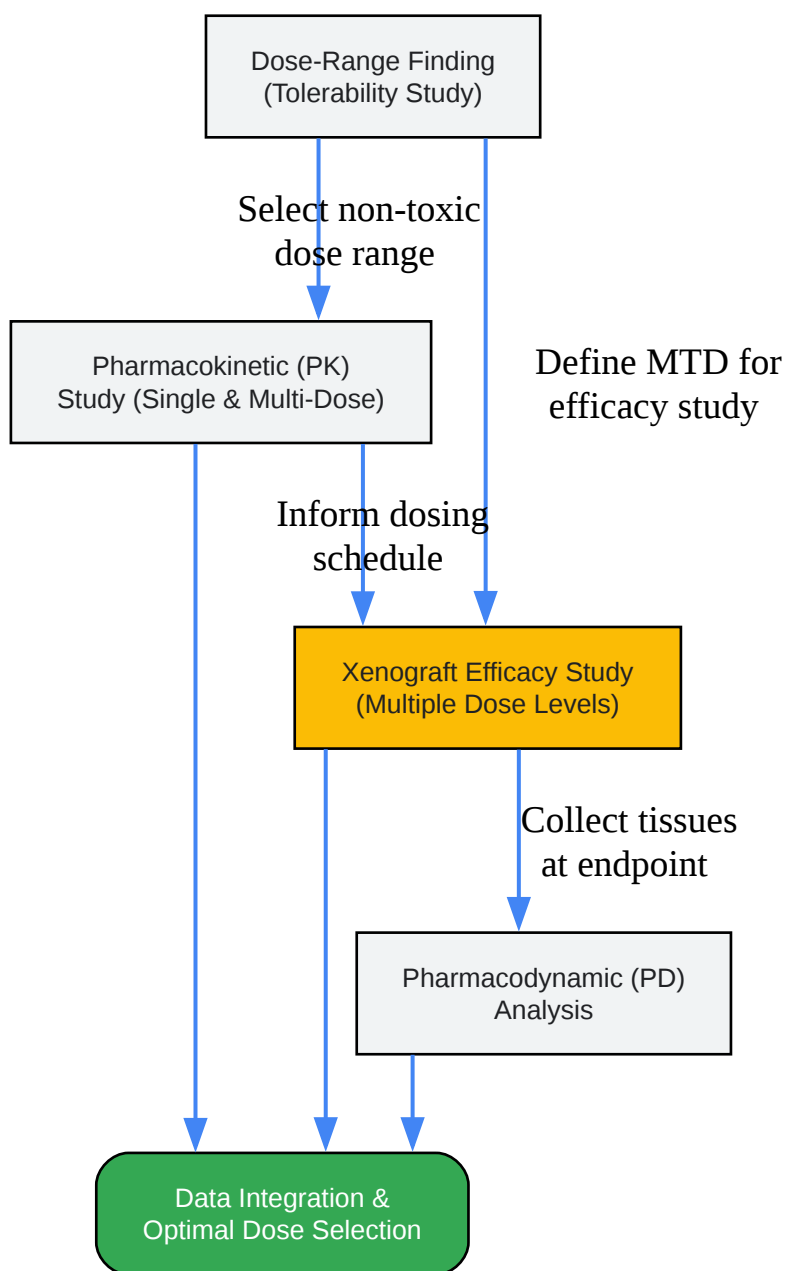 Dose-Range Finding
(Tolerability Study)
Select non-toxic
dose range
Pharmacokinetic (PK)
Study (Single & Multi-Dose)
Define MTD for
efficacy study
Inform dosing
schedule
Xenograft Efficacy Study
(Multiple Dose Levels)
Collect tissues
at endpoint
Pharmacodynamic (PD)
Analysis
Data Integration &
Optimal Dose Selection